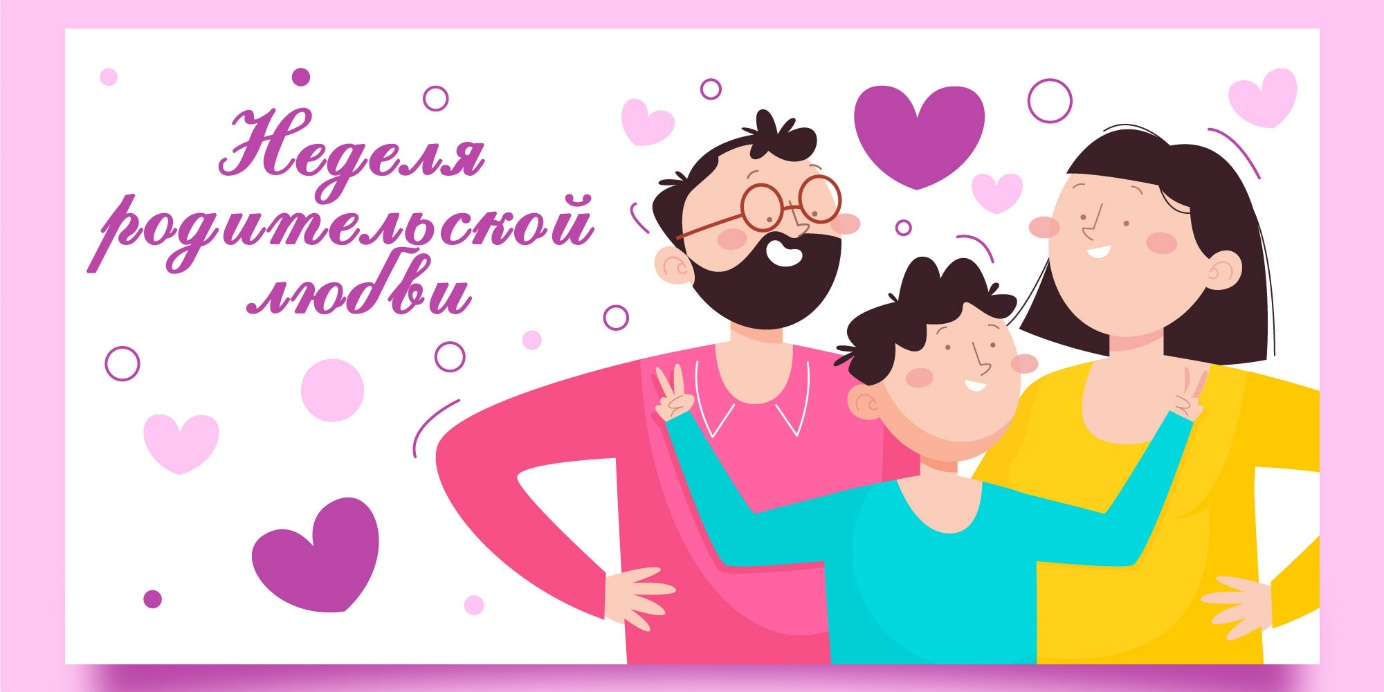 Неделя
родительской
любви